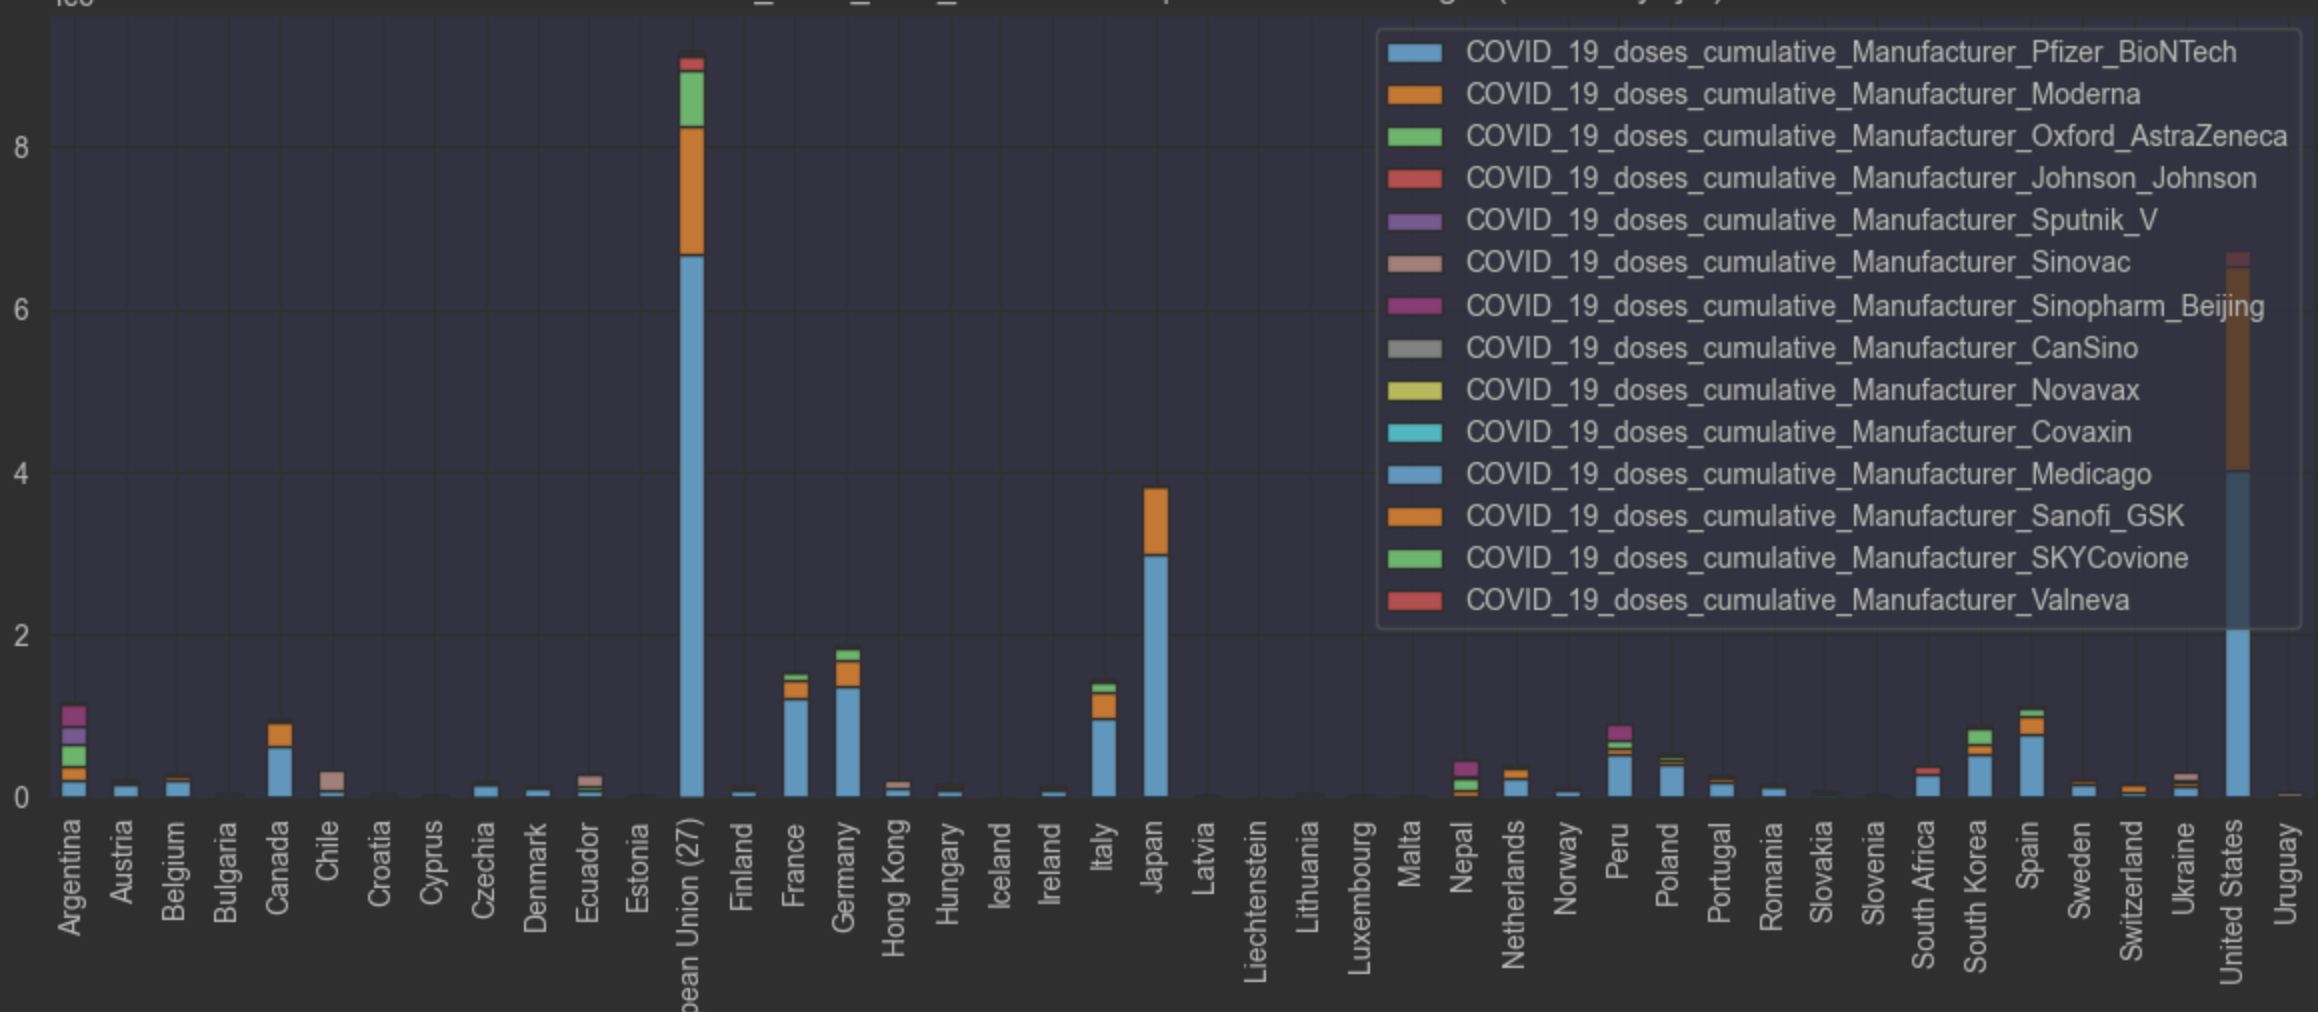 COVID_19_doses_cumulative_Manufacturer_Pfizer_BioNTech
COVID_19_doses_cumulative_Manufacturer_Moderna
COVID_19_doses_cumulative_Manufacturer_Oxford_AstraZeneca
COVID_19_doses_cumulative_Manufacturer_Johnson_Johnson
COVID_19_doses_cumulative_Manufacturer_Sputnik_V
COVID_19_doses_cumulative_Manufacturer_Sinovac
COVID_19_doses_cumulative_Manufacturer_Sinopharm_Beijing
COVID_19_doses_cumulative_Manufacturer_CanSino
COVID_19_doses_cumulative_Manufacturer_Novavax
COVID_19_doses_cumulative_Manufacturer_Covaxin
COVID_19_doses_cumulative_Manufacturer_Medicago
COVID_19_doses_cumulative_Manufacturer_Sanofi_GSK
COVID_19_doses_cumulative_Manufacturer_SKYCovione
COVID_19_doses_cumulative_Manufacturer_Valneva
8
6
4
2
0
Argentina
Austria
Belgium
Bulgaria
Canada
Chile
Croatia
Cyprus
Czechia
Denmark
Ecuador
Estonia
pean Union (27)
Finland
France
Germany
Hong Kong
Hungary
Iceland
Ireland
Italy
Japan
Latvia
Liechtenstein
Lithuania
Luxembourg
Malta
Nepal
Netherlands
Norway
Peru
Poland
Portugal
Romania
Slovakia
Slovenia
South Africa
South Korea
Spain
Sweden
Switzerland
Ukraine
United States
Uruguay